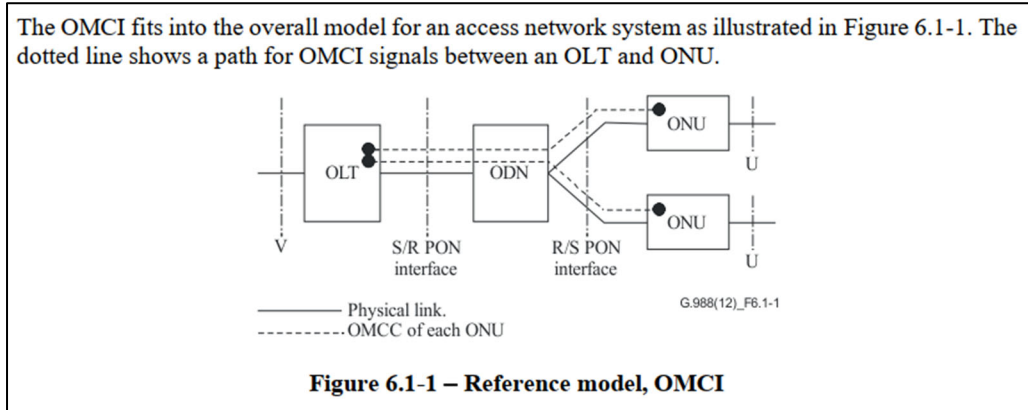 The OMCI fits into the overall model for an access network system as illustrated in Figure 6.1-1. The
dotted line shows a path for OMCI signals between an OLT and ONU.
ONU
U
OLT
ODN
ONU
U
V
S/R PON
interface
R/S PON
interface
G.988(12)_F6.1-1
Physical link.
OMCC of each ONU
Figure 6.1-1 – Reference model, OMCI